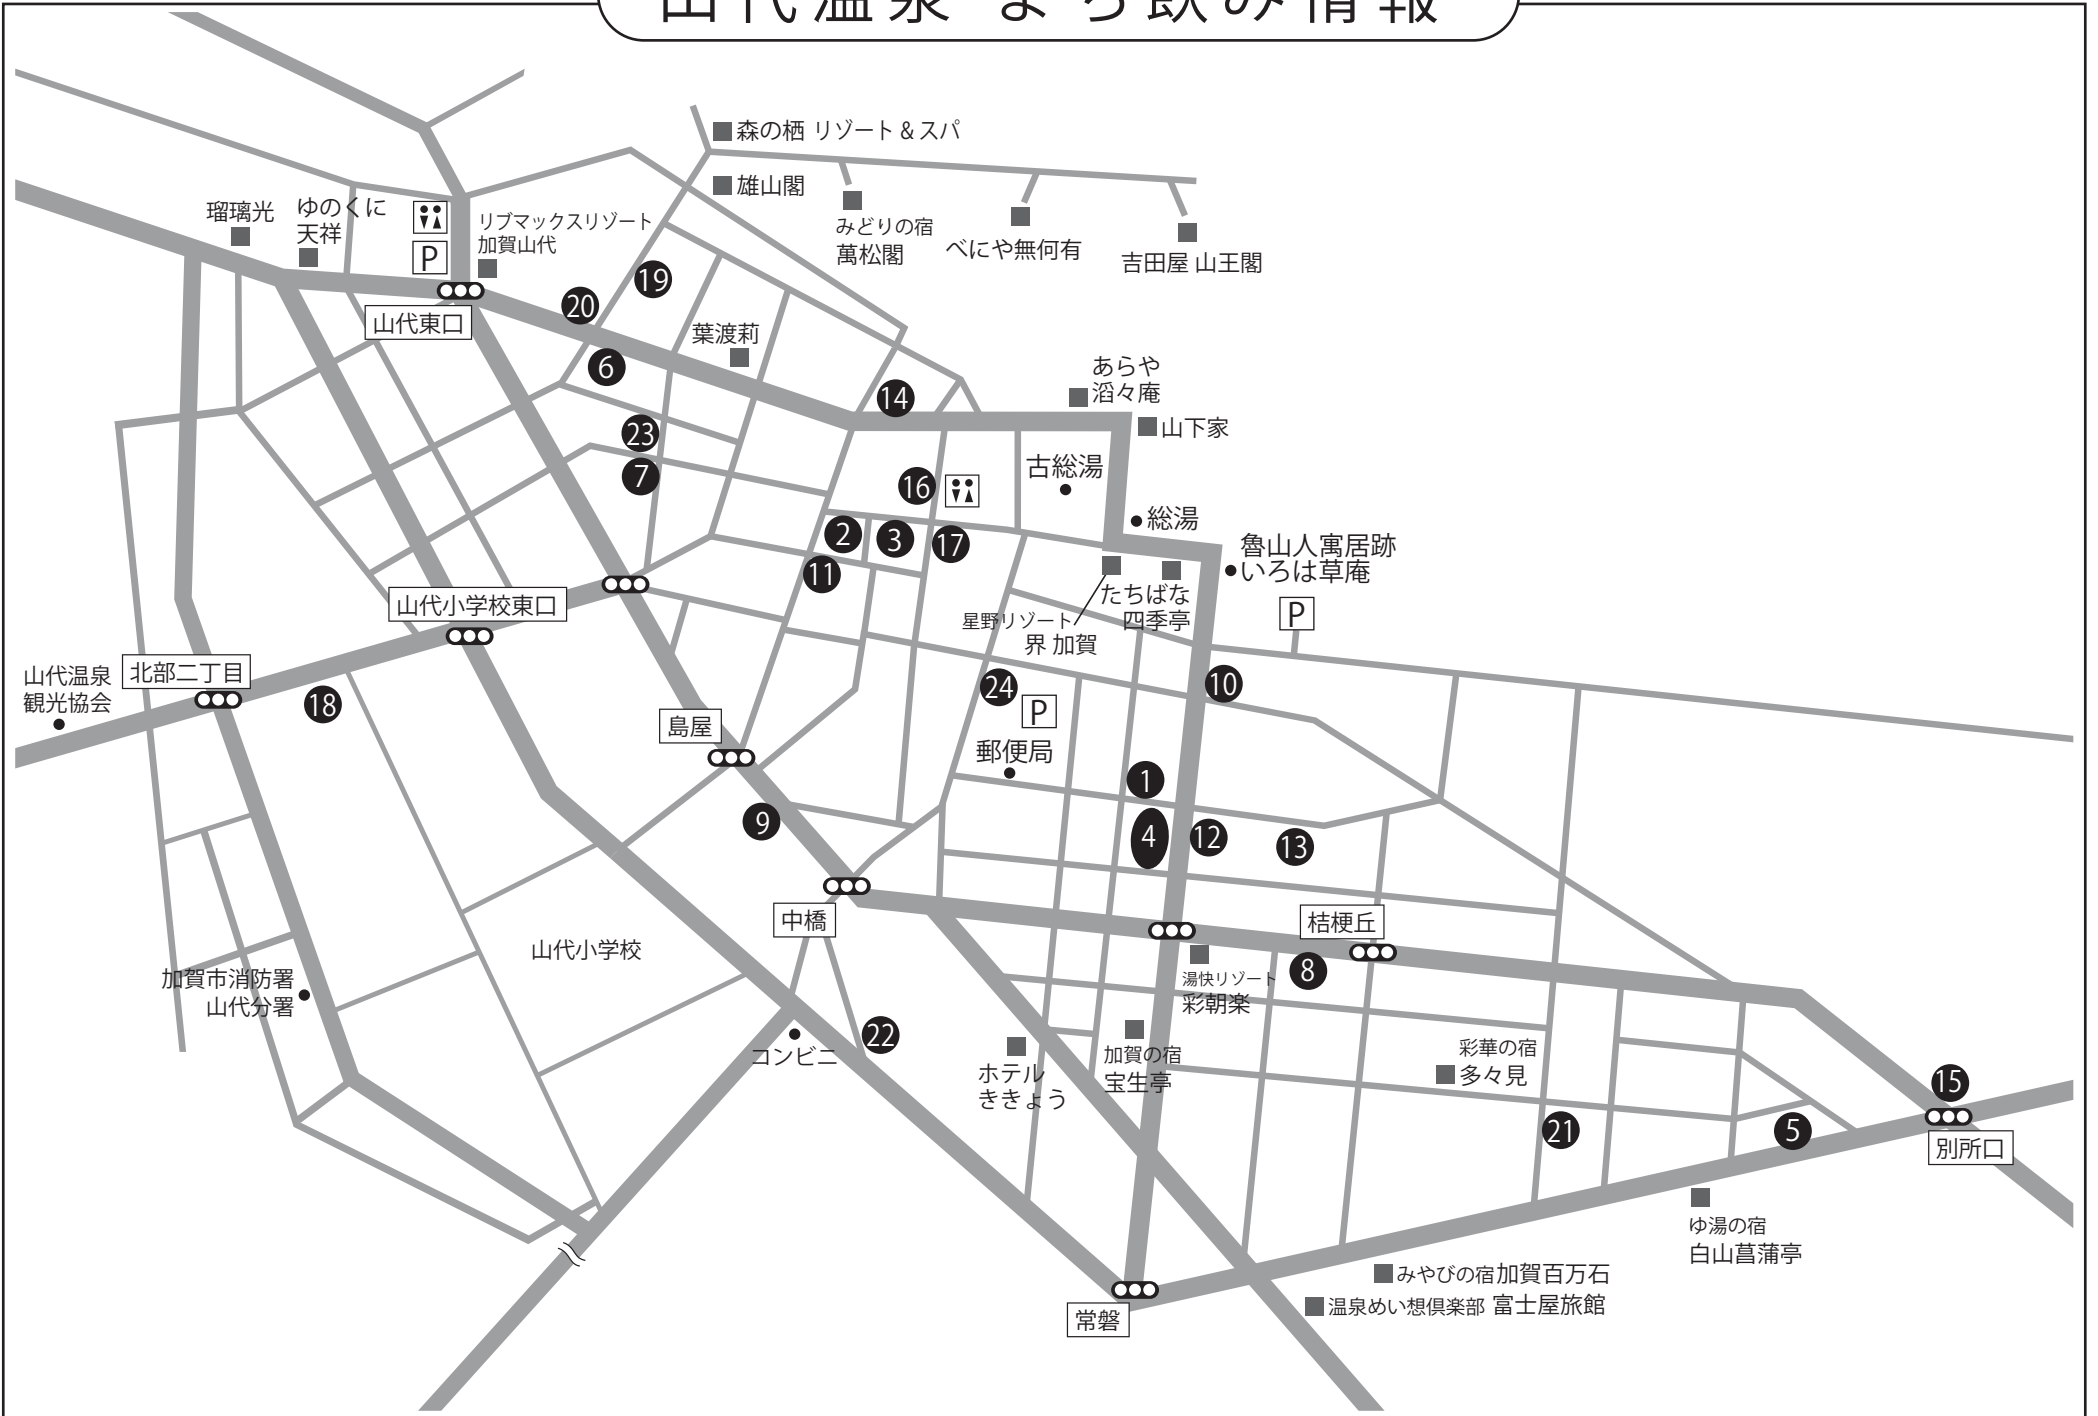 山代温泉 まち飲み情報
森の栖 リゾート&スパ
雄山閣
みどりの宿
萬松閣
べにや無何有
吉田屋 山王閣
瑠璃光
ゆのくに
天祥
P
リブマックスリゾート
加賀山代
山代東口
19
20
6
葉渡莉
14
あらや
滔々庵
山下家
23
7
16
古総湯
総湯
2
3
17
11
魯山人寓居跡
いろは草庵
P
たちばな
四季亭
星野リゾート
界 加賀
山代小学校東口
北部二丁目
山代温泉
観光協会
18
島屋
24
P
10
郵便局
1
4
12
13
9
中橋
桔梗丘
山代小学校
加賀市消防署
山代分署
湯快リゾート
彩朝楽
8
22
コンビニ
ホテル
ききょう
加賀の宿
宝生亭
彩華の宿
多々見
21
5
15
別所口
ゆ湯の宿
白山菖蒲亭
みやびの宿加賀百万石
温泉めい想倶楽部 富士屋旅館
常磐